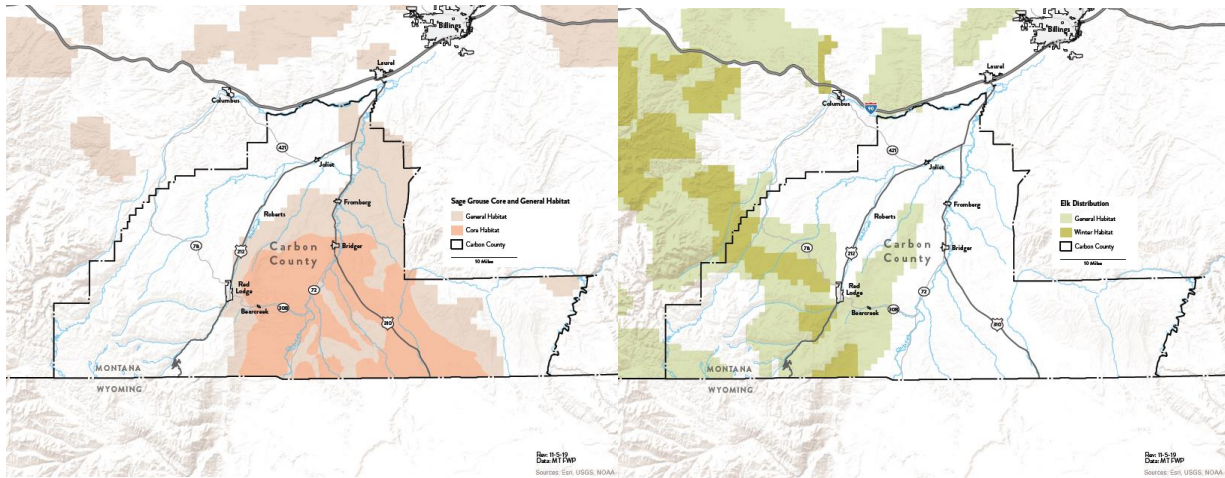 Billings
Laurel
Columbus
421
Joliet
Fromberg
Roberts
78
Carbon
County
Bridger
212
Red
Lodge
72
Bearcreek
308
310
MONTANA
WYOMING
Sage Grouse Core and General Habitat
General Habitat
Core Habitat
Carbon County
10 Miles
Rev: 11-5-19
Data: MT FWP
Sources: Esri, USGS, NOAA
Billings
Laurel
Columbus
90
421
Joliet
Fromberg
Roberts
78
Carbon
County
Bridger
212
Red
Lodge
72
Bearcreek
308
310
MONTANA
WYOMING
Elk Distribution
General Habitat
Winter Habitat
Carbon County
10 Miles
Rev: 11-5-19
Data: MT FWP
Sources: Esri, USGS, NOAA